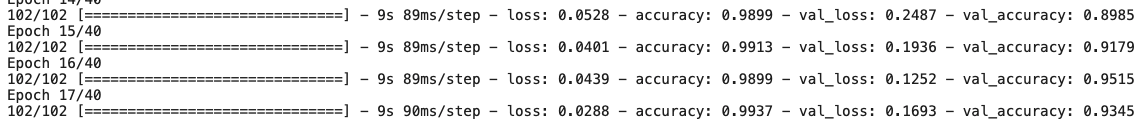 Epoch 14/40
102/102 [==============================] - 9s 89ms/step - loss: 0.0528 - accuracy: 0.9899 - val_loss: 0.2487 - val_accuracy: 0.8985
Epoch 15/40
102/102 [==============================] - 9s 89ms/step - loss: 0.0401 - accuracy: 0.9913 - val_loss: 0.1936 - val_accuracy: 0.9179
Epoch 16/40
102/102 [==============================] - 9s 89ms/step - loss: 0.0439 - accuracy: 0.9899 - val_loss: 0.1252 - val_accuracy: 0.9515
Epoch 17/40
102/102 [==============================] - 9s 90ms/step - loss: 0.0288 - accuracy: 0.9937 - val_loss: 0.1693 - val_accuracy: 0.9345